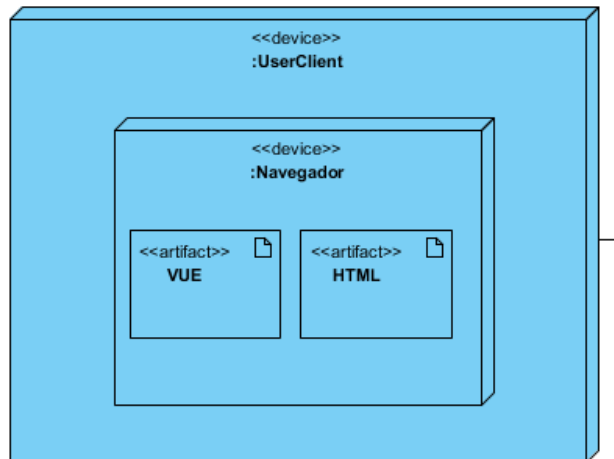 <<device>>
:UserClient
<<device>>
:Navegador
<<artifact>>
VUE
<<artifact>>
HTML